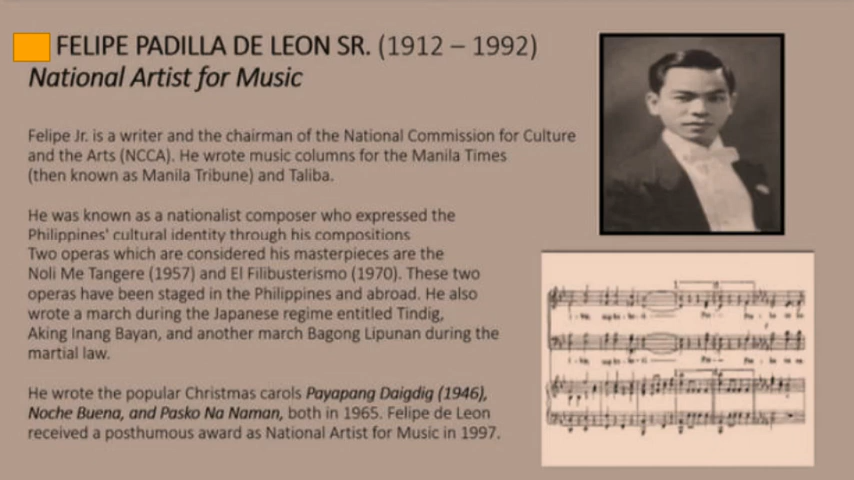 FELIPE PADILLA DE LEON SR. (1912 – 1992)
National Artist for Music
Felipe Jr. is a writer and the chairman of the National Commission for Culture
and the Arts (NCCA). He wrote music columns for the Manila Times
(then known as Manila Tribune) and Taliba.
He was known as a nationalist composer who expressed the
Philippines' cultural identity through his compositions
Two operas which are considered his masterpieces are the
Noli Me Tangere (1957) and El Filibusterismo (1970). These two
operas have been staged in the Philippines and abroad. He also
wrote a march during the Japanese regime entitled Tindig,
Aking Inang Bayan, and another march Bagong Lipunan during the
martial law.
He wrote the popular Christmas carols Payapang Daigdig (1946),
Noche Buena, and Pasko Na Naman, both in 1965. Felipe de Leon
received a posthumous award as National Artist for Music in 1997.